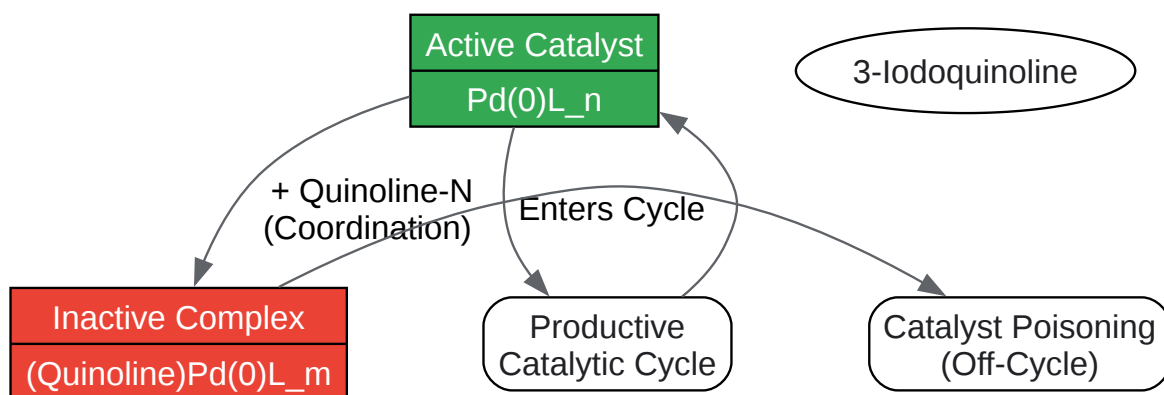 Active Catalyst
Pd(0)L_n
3-Iodoquinoline
+ Quinoline-N
(Coordination)
Enters Cycle
Inactive Complex
(Quinoline)Pd(0)L_m
Productive
Catalytic Cycle
Catalyst Poisoning
(Off-Cycle)